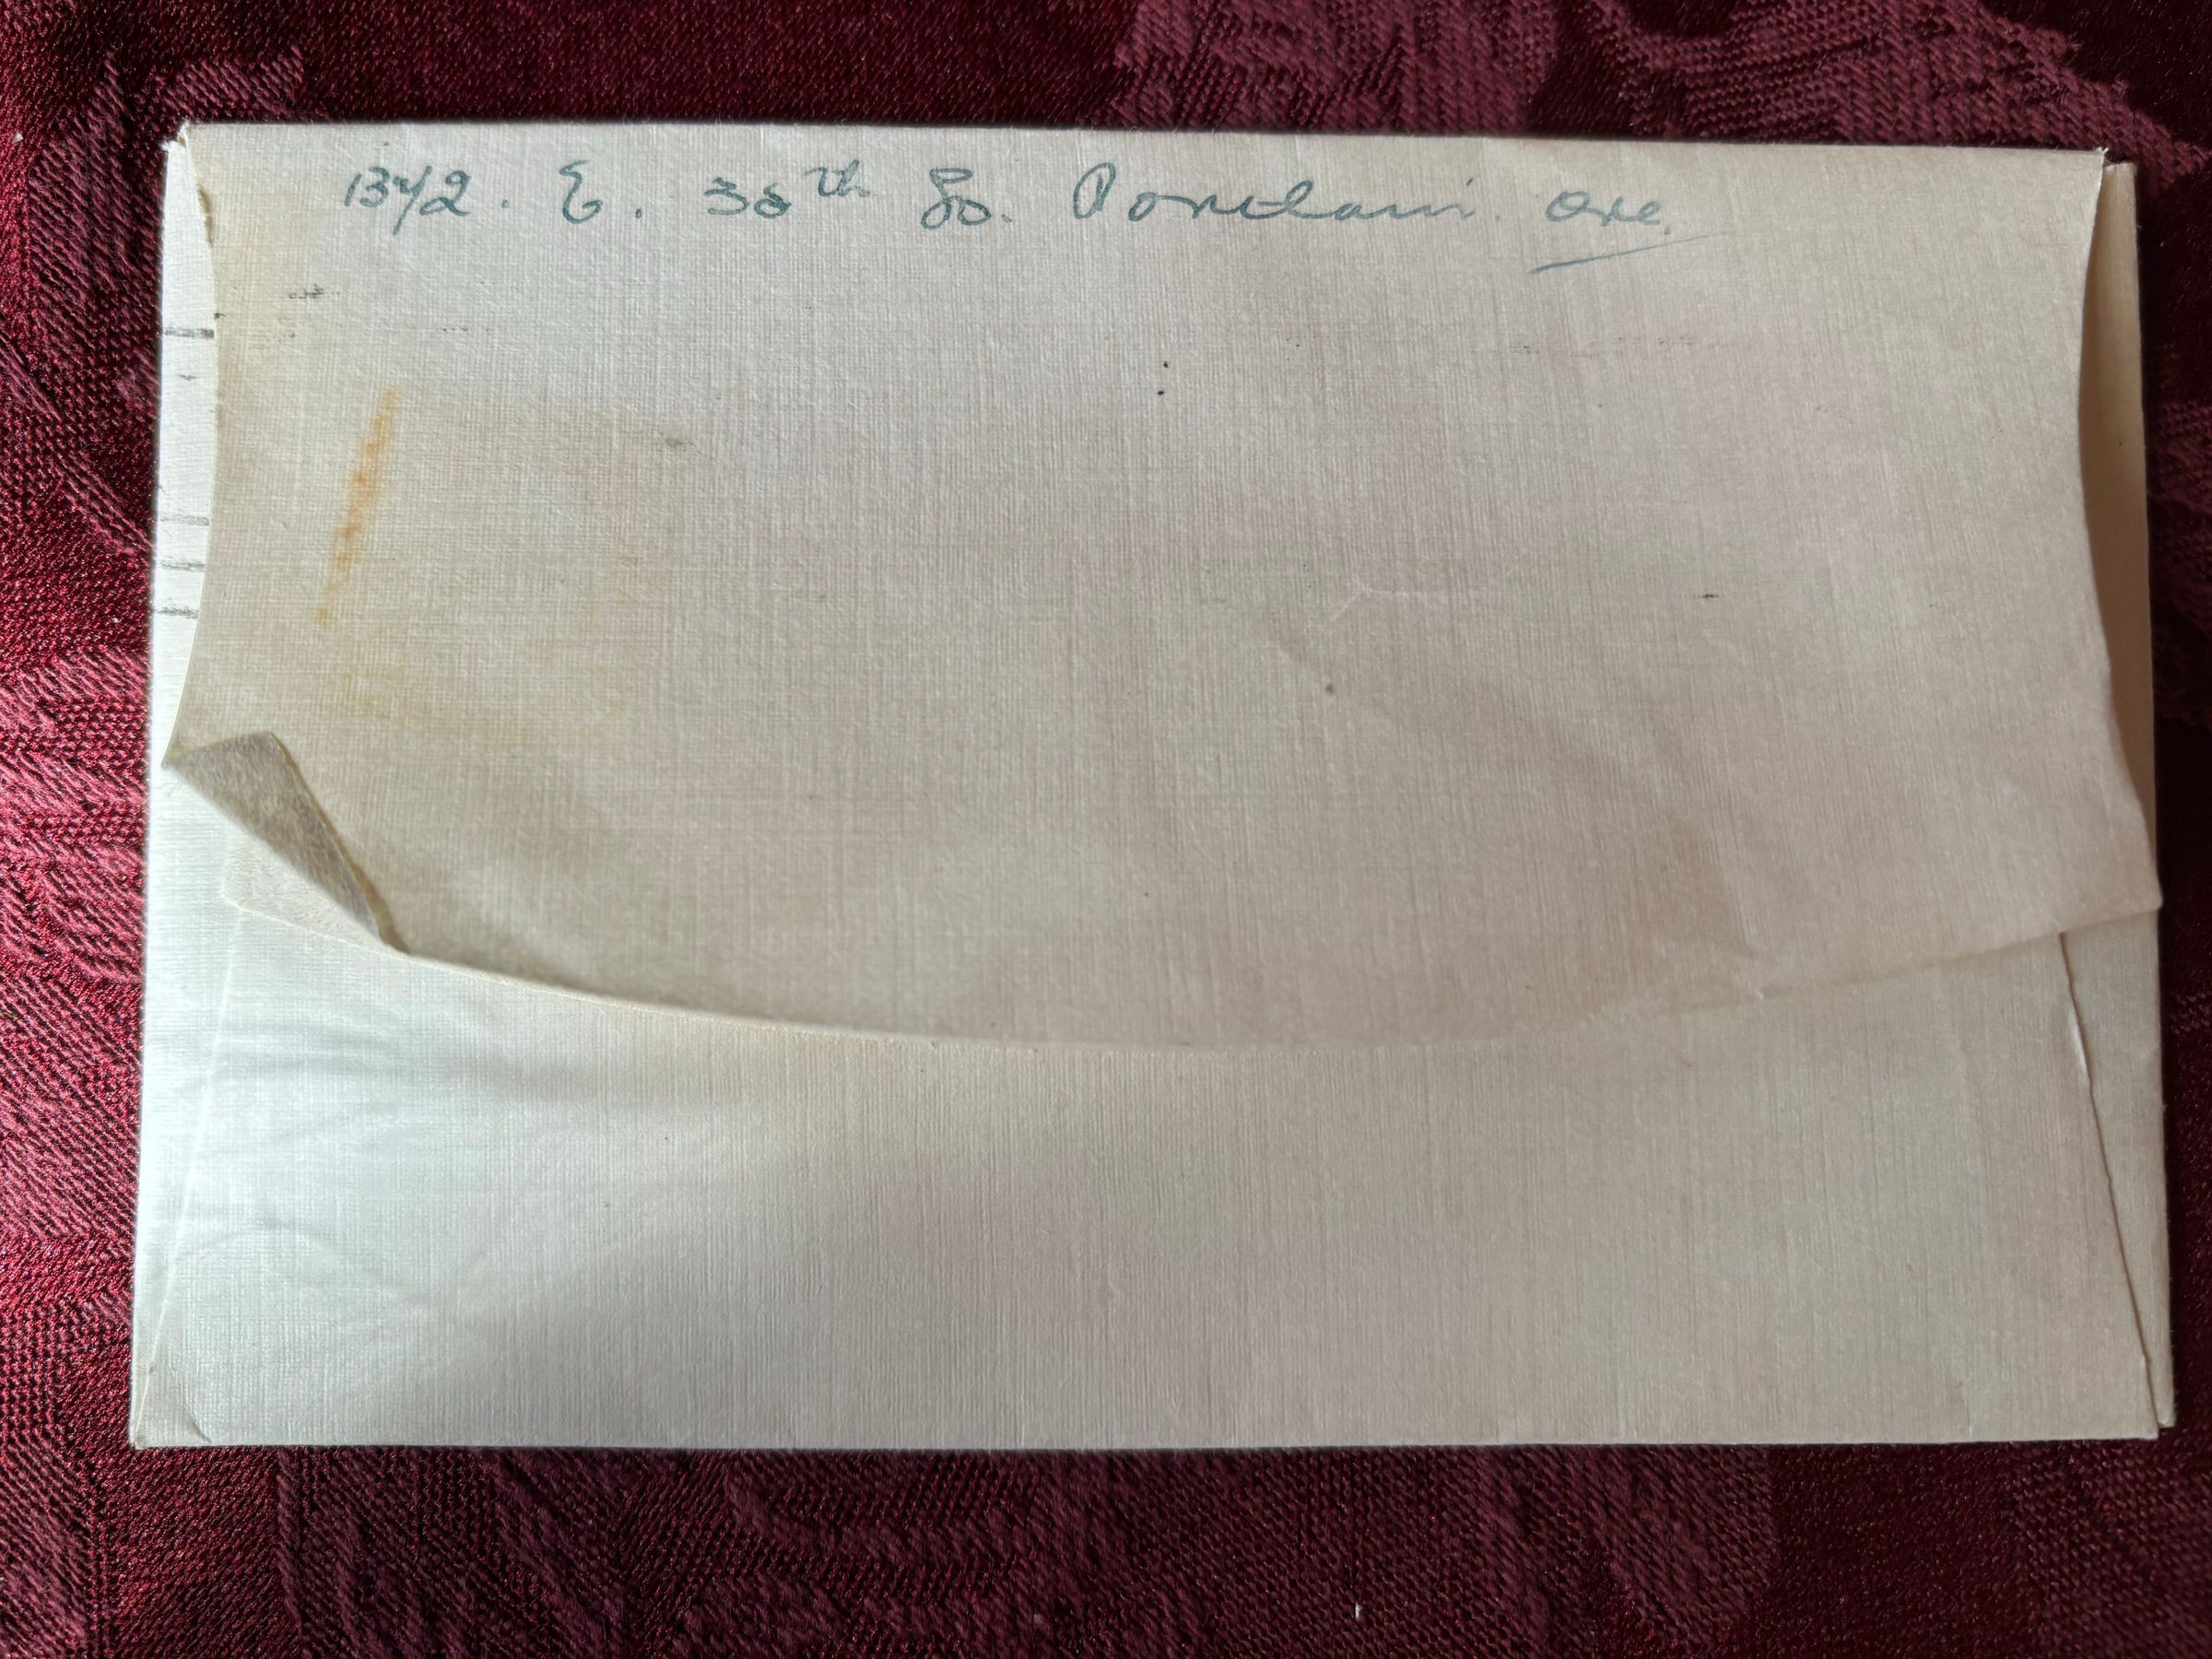 1342. E. 38th So. Portland. Ore.